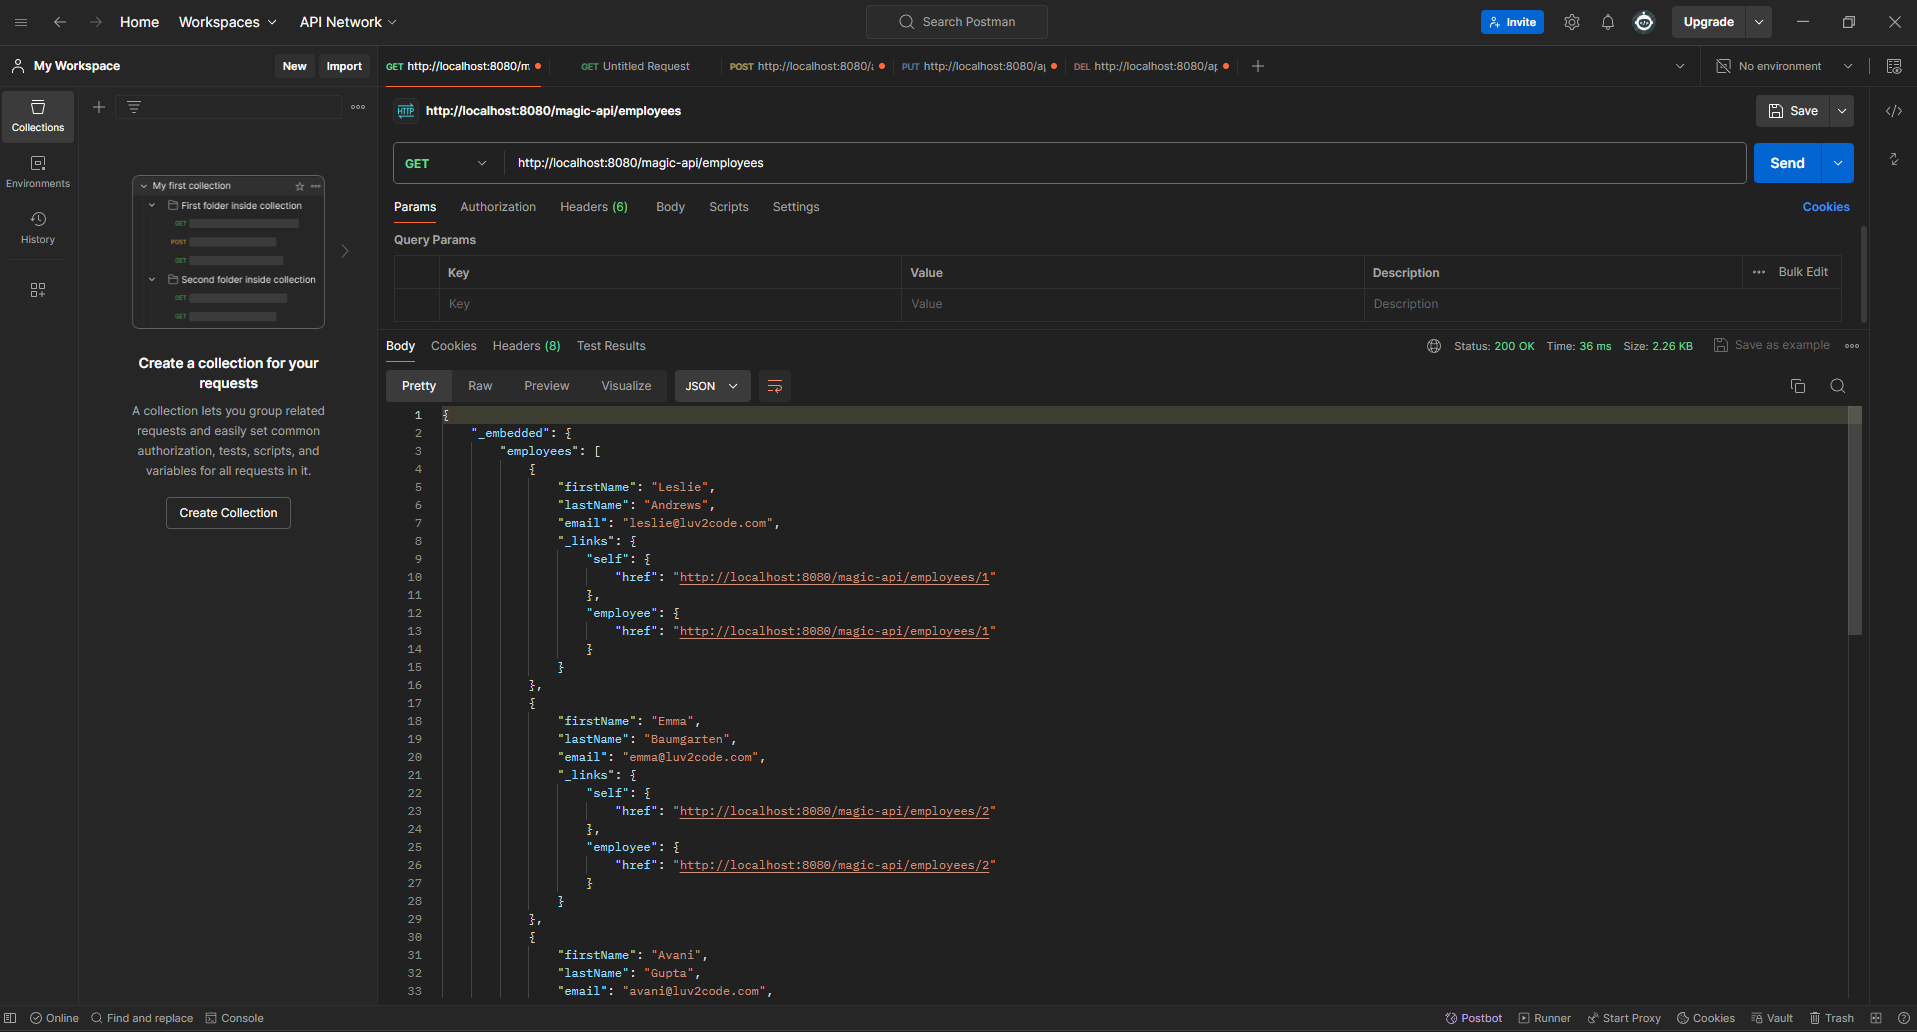 Home Workspaces API Network Search Postman Invite Upgrade
My Workspace New Import GET http://localhost:8080/m GET Untitled Request POST http://localhost:8080/a PUT http://localhost:8080/ap DEL http://localhost:8080/ap No environment
Collections
Environments
History
My first collection
First folder inside collection
GET
POST
GET
Second folder inside collection
GET
GET
Create a collection for your
requests
A collection lets you group related
requests and easily set common
authorization, tests, scripts, and
variables for all requests in it.
Create Collection
HTTP http://localhost:8080/magic-api/employees Save
GET http://localhost:8080/magic-api/employees Send
Params Authorization Headers (6) Body Scripts Settings Cookies
Query Params
Key Value Description Bulk Edit
Key Value Description
Body Cookies Headers (8) Test Results Status: 200 OK Time: 36 ms Size: 2.26 KB Save as example
Pretty Raw Preview Visualize JSON
1 {
2 "_embedded": {
3 "employees": [
4 {
5 "firstName": "Leslie",
6 "lastName": "Andrews",
7 "email": "leslie@luv2code.com",
8 "_links": {
9 "self": {
10 "href": "http://localhost:8080/magic-api/employees/1"
11 },
12 "employee": {
13 "href": "http://localhost:8080/magic-api/employees/1"
14 }
15 }
16 },
17 {
18 "firstName": "Emma",
19 "lastName": "Baumgarten",
20 "email": "emma@luv2code.com",
21 "_links": {
22 "self": {
23 "href": "http://localhost:8080/magic-api/employees/2"
24 },
25 "employee": {
26 "href": "http://localhost:8080/magic-api/employees/2"
27 }
28 }
29 },
30 {
31 "firstName": "Avani",
32 "lastName": "Gupta",
33 "email": "avani@luv2code.com",
Online Find and replace Console Postbot Runner Start Proxy Cookies Vault Trash